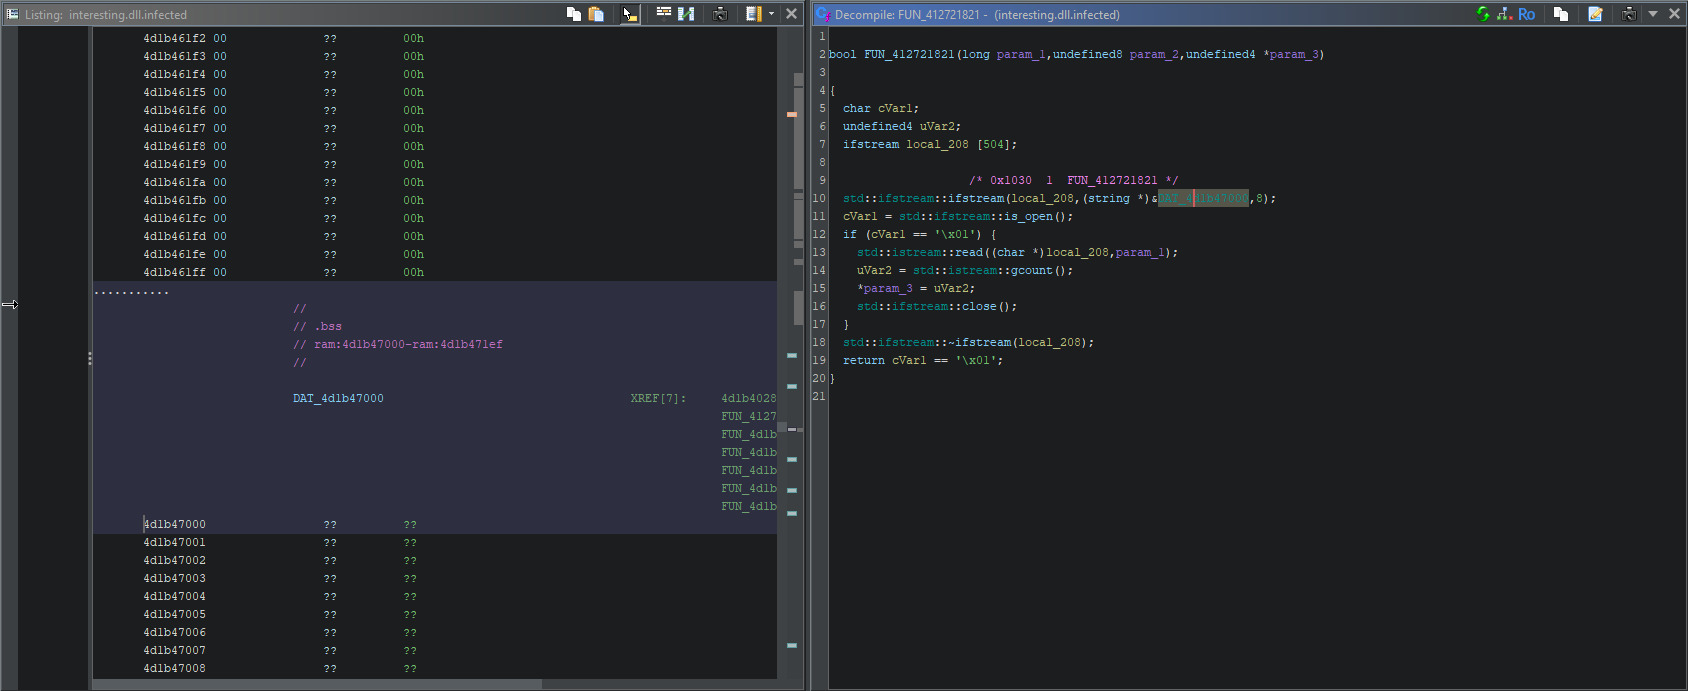 Listing: interesting.dll.infected
4d1b461f2 00 ?? 00h
4d1b461f3 00 ?? 00h
4d1b461f4 00 ?? 00h
4d1b461f5 00 ?? 00h
4d1b461f6 00 ?? 00h
4d1b461f7 00 ?? 00h
4d1b461f8 00 ?? 00h
4d1b461f9 00 ?? 00h
4d1b461fa 00 ?? 00h
4d1b461fb 00 ?? 00h
4d1b461fc 00 ?? 00h
4d1b461fd 00 ?? 00h
4d1b461fe 00 ?? 00h
4d1b461ff 00 ?? 00h
...........
//
// .bss
// ram:4d1b47000-ram:4d1b471ef
//
DAT_4d1b47000 XREF[7]: 4d1b4028
FUN_4127
FUN_4d1b
FUN_4d1b
FUN_4d1b
FUN_4d1b
FUN_4d1b
4d1b47000 ?? ??
4d1b47001 ?? ??
4d1b47002 ?? ??
4d1b47003 ?? ??
4d1b47004 ?? ??
4d1b47005 ?? ??
4d1b47006 ?? ??
4d1b47007 ?? ??
4d1b47008 ?? ??
Decompile: FUN_412721821 - (interesting.dll.infected)
Ro
1
2 bool FUN_412721821(long param_1,undefined8 param_2,undefined4 *param_3)
3
4 {
5 char cVar1;
6 undefined4 uVar2;
7 ifstream local_208 [504];
8
9 /* 0x1030 1 FUN_412721821 */
10 std::ifstream::ifstream(local_208,(string *)&DAT_4d1b47000,8);
11 cVar1 = std::ifstream::is_open();
12 if (cVar1 == '\x01') {
13 std::istream::read((char *)local_208,param_1);
14 uVar2 = std::istream::gcount();
15 *param_3 = uVar2;
16 std::ifstream::close();
17 }
18 std::ifstream::~ifstream(local_208);
19 return cVar1 == '\x01';
20 }
21